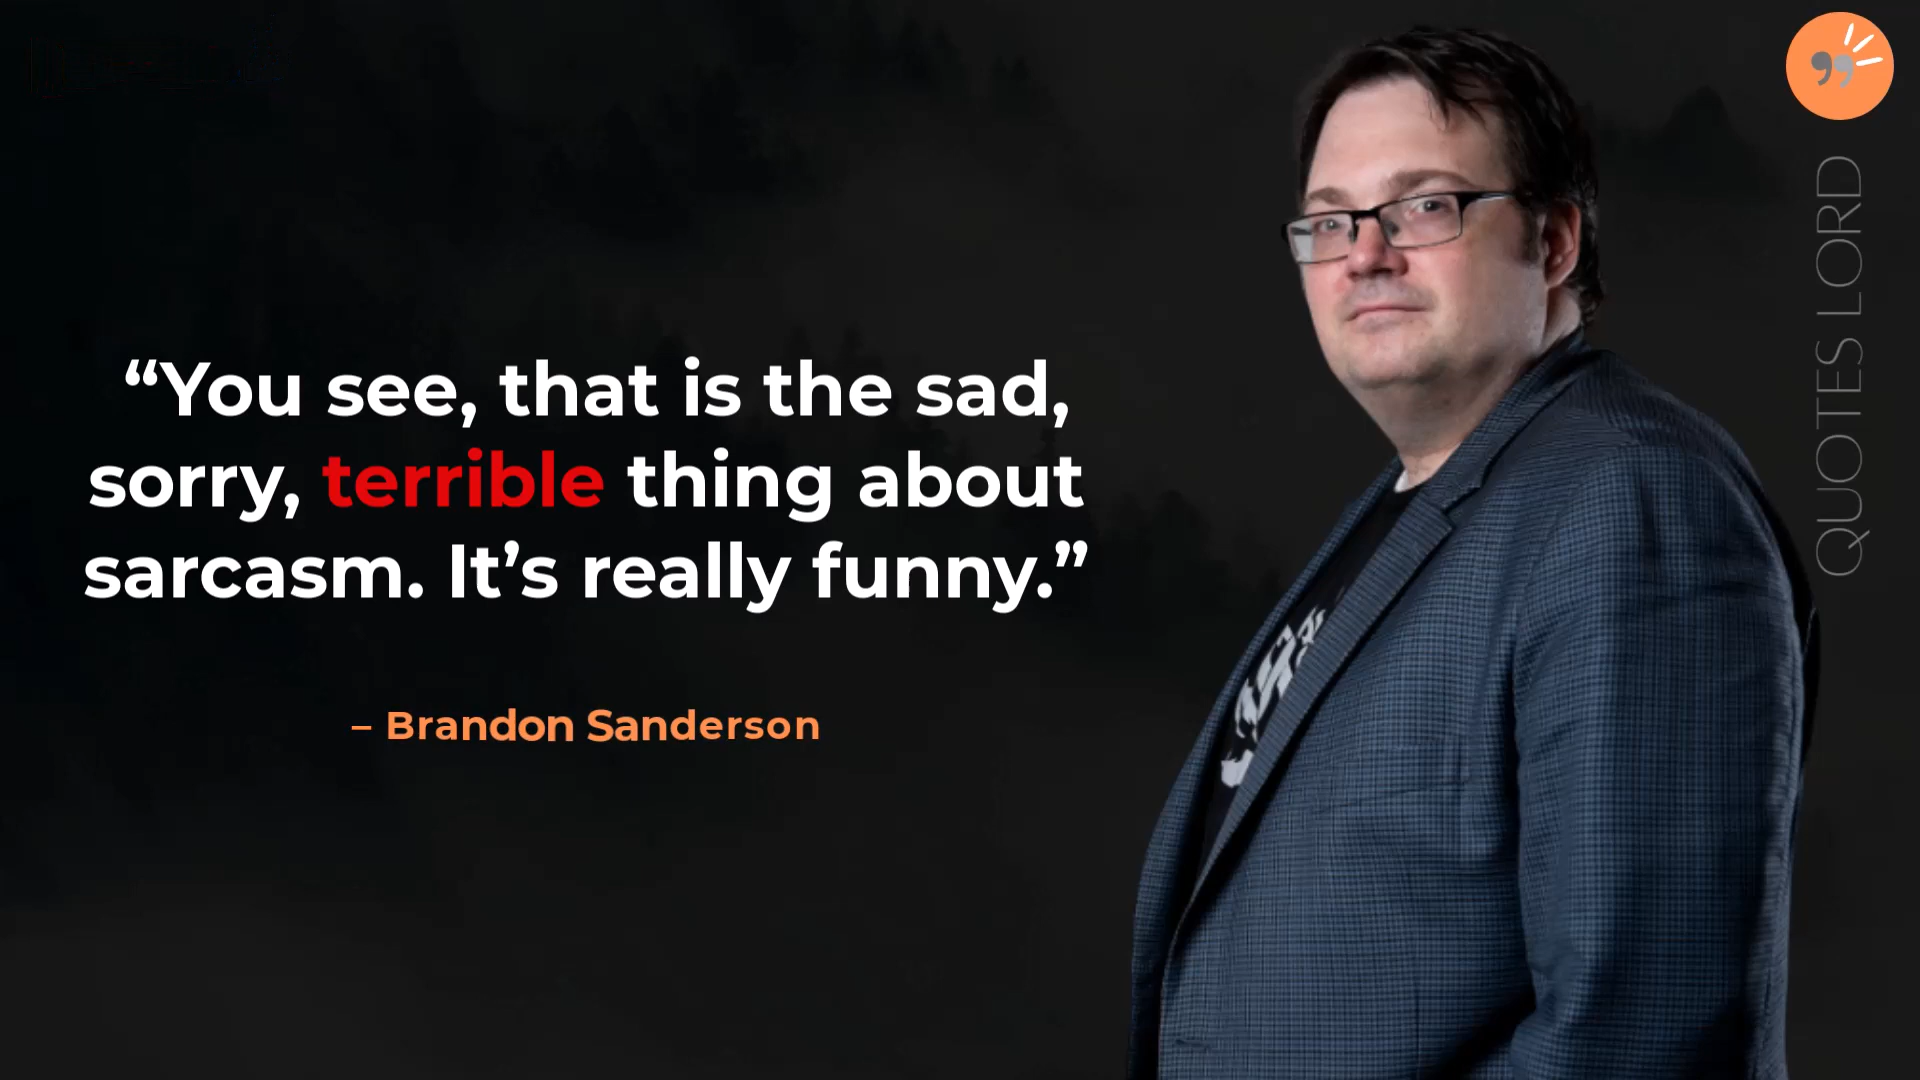 “You see, that is the sad,
sorry, terrible thing about
sarcasm. It’s really funny.”
– Brandon Sanderson
QUOTES LORD